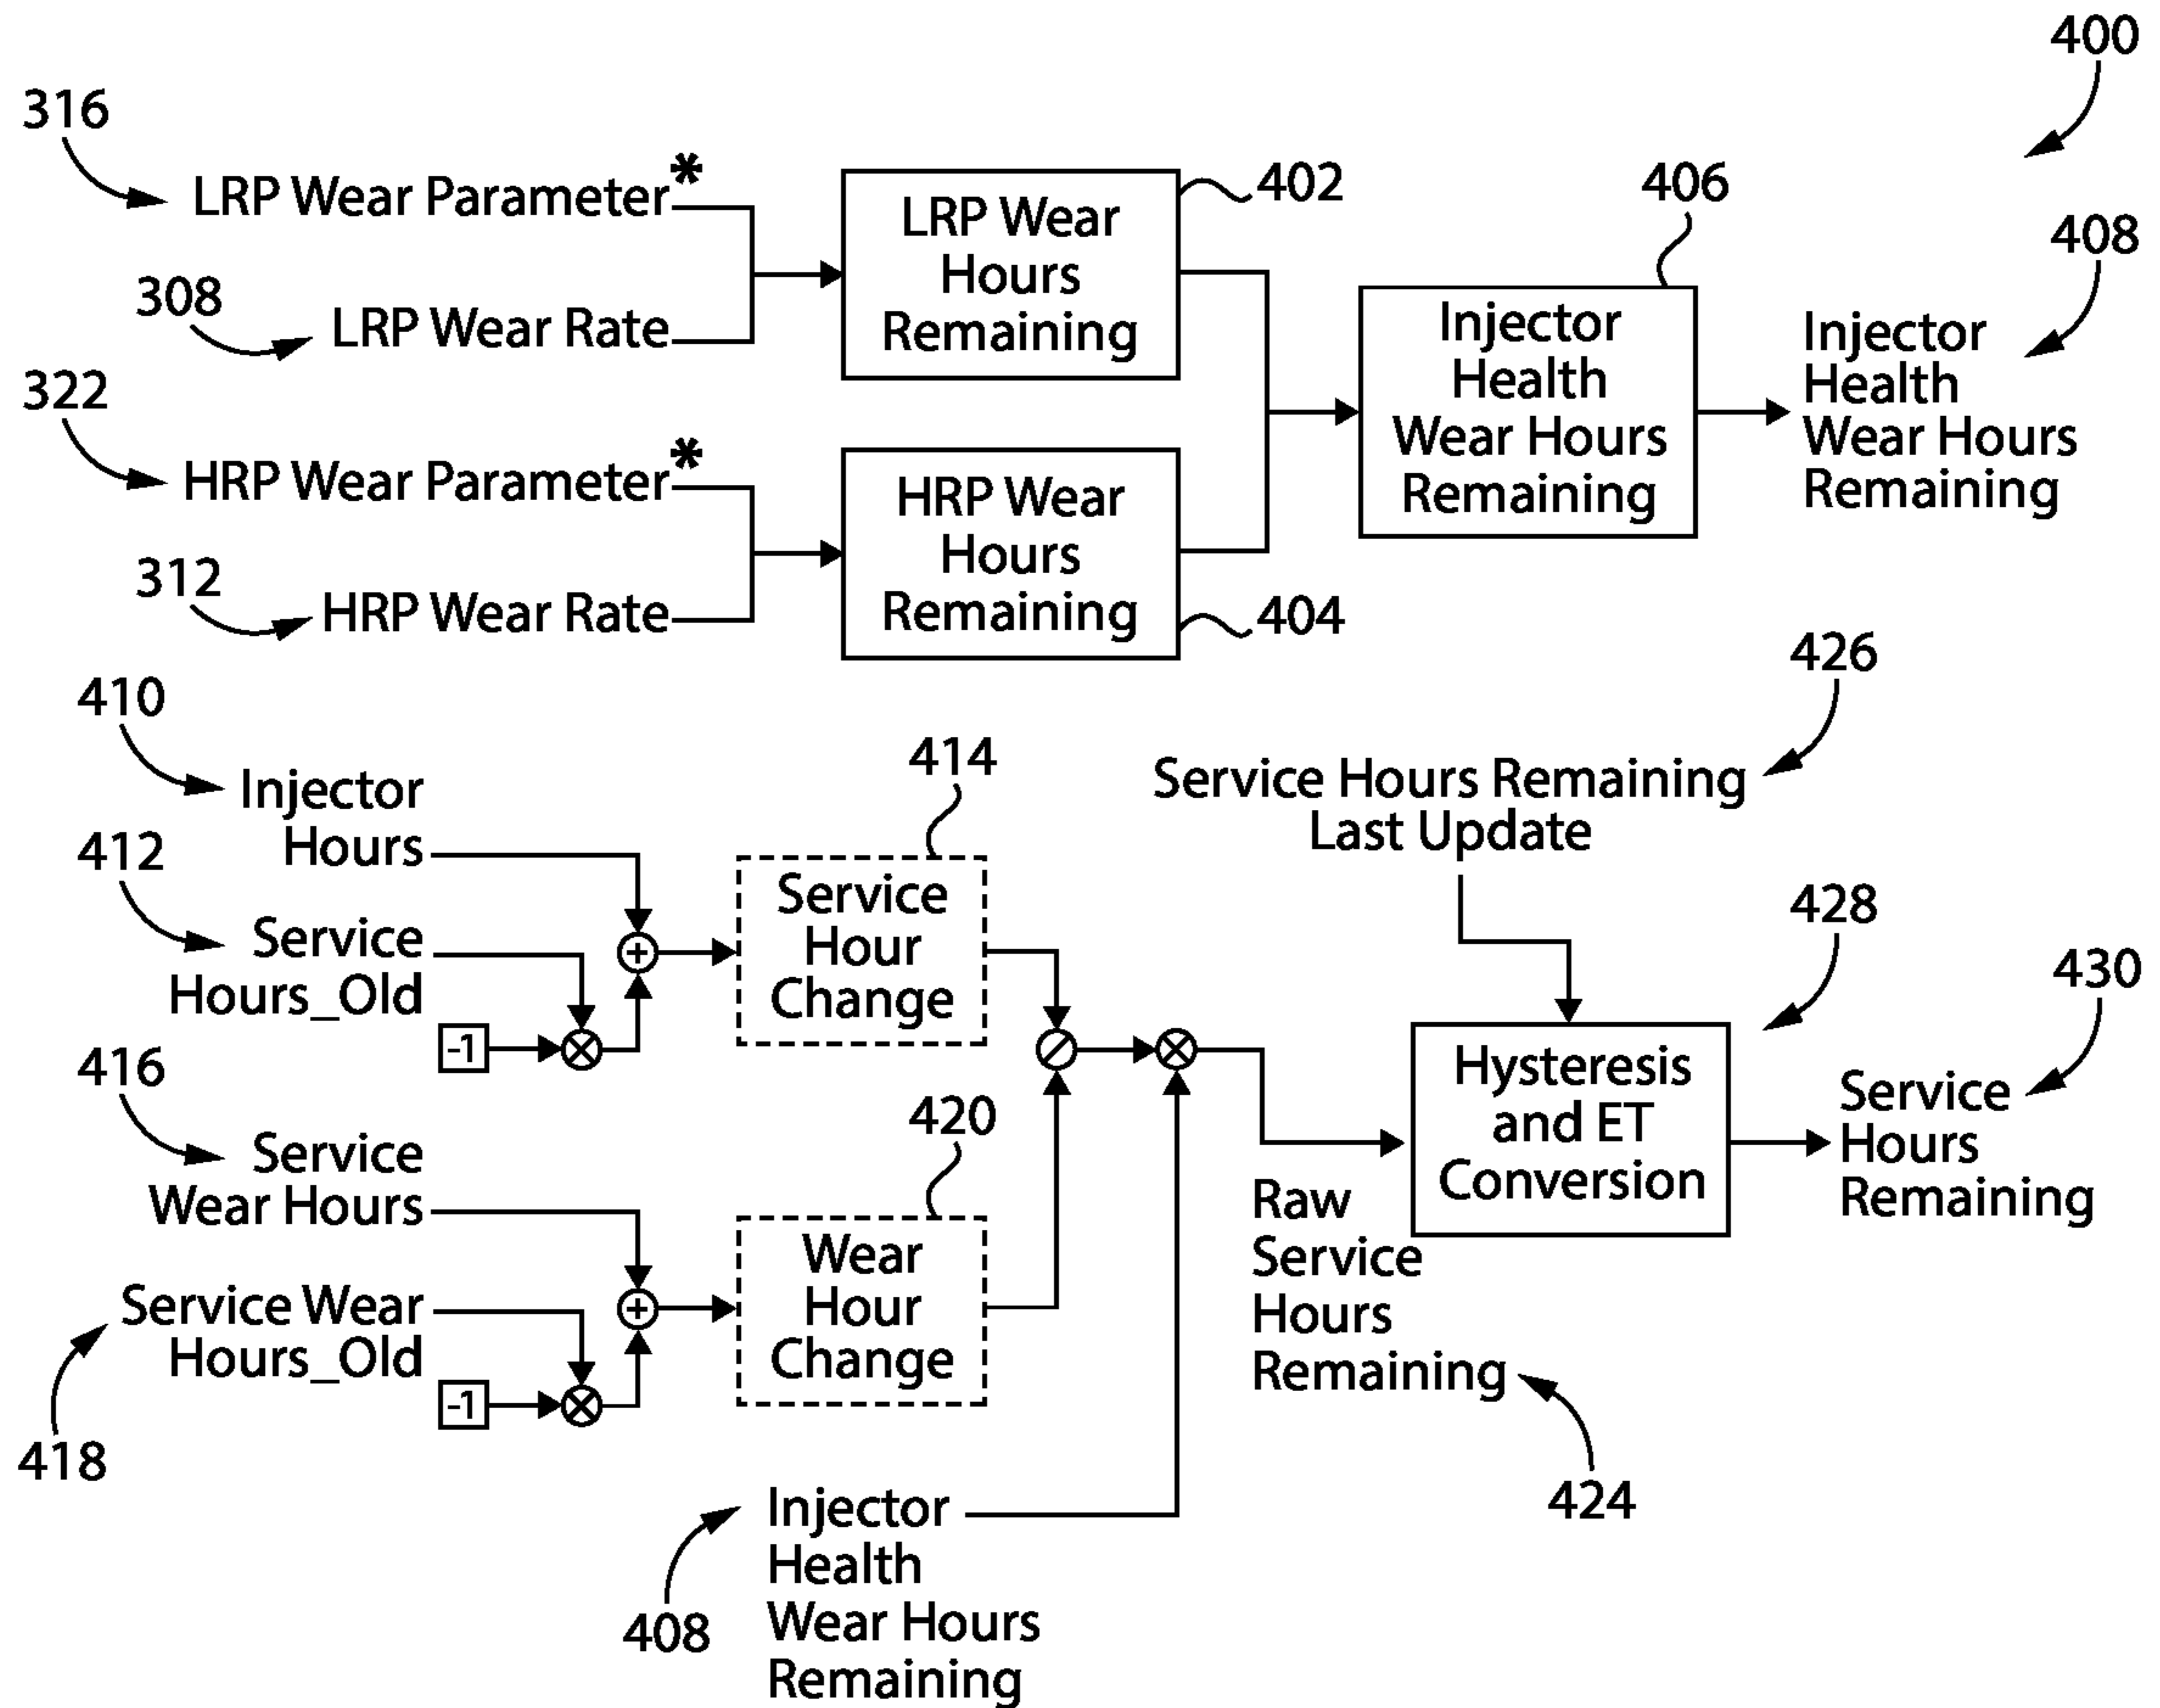 400
316
LRP Wear Parameter*
402
LRP Wear
Hours
Remaining
406
408
308
LRP Wear Rate
Injector
Health
Wear Hours
Remaining
Injector
Health
Wear Hours
Remaining
322
HRP Wear Parameter*
HRP Wear
Hours
Remaining
312
HRP Wear Rate
404
426
410
Injector
Hours
414
Service Hours Remaining
Last Update
412
Service
Hours_Old
-1
Service
Hour
Change
428
430
416
Service
Wear Hours
420
Hysteresis
and ET
Conversion
Service
Hours
Remaining
Service Wear
Hours_Old
-1
Wear
Hour
Change
Raw
Service
Hours
Remaining
418
424
408
Injector
Health
Wear Hours
Remaining